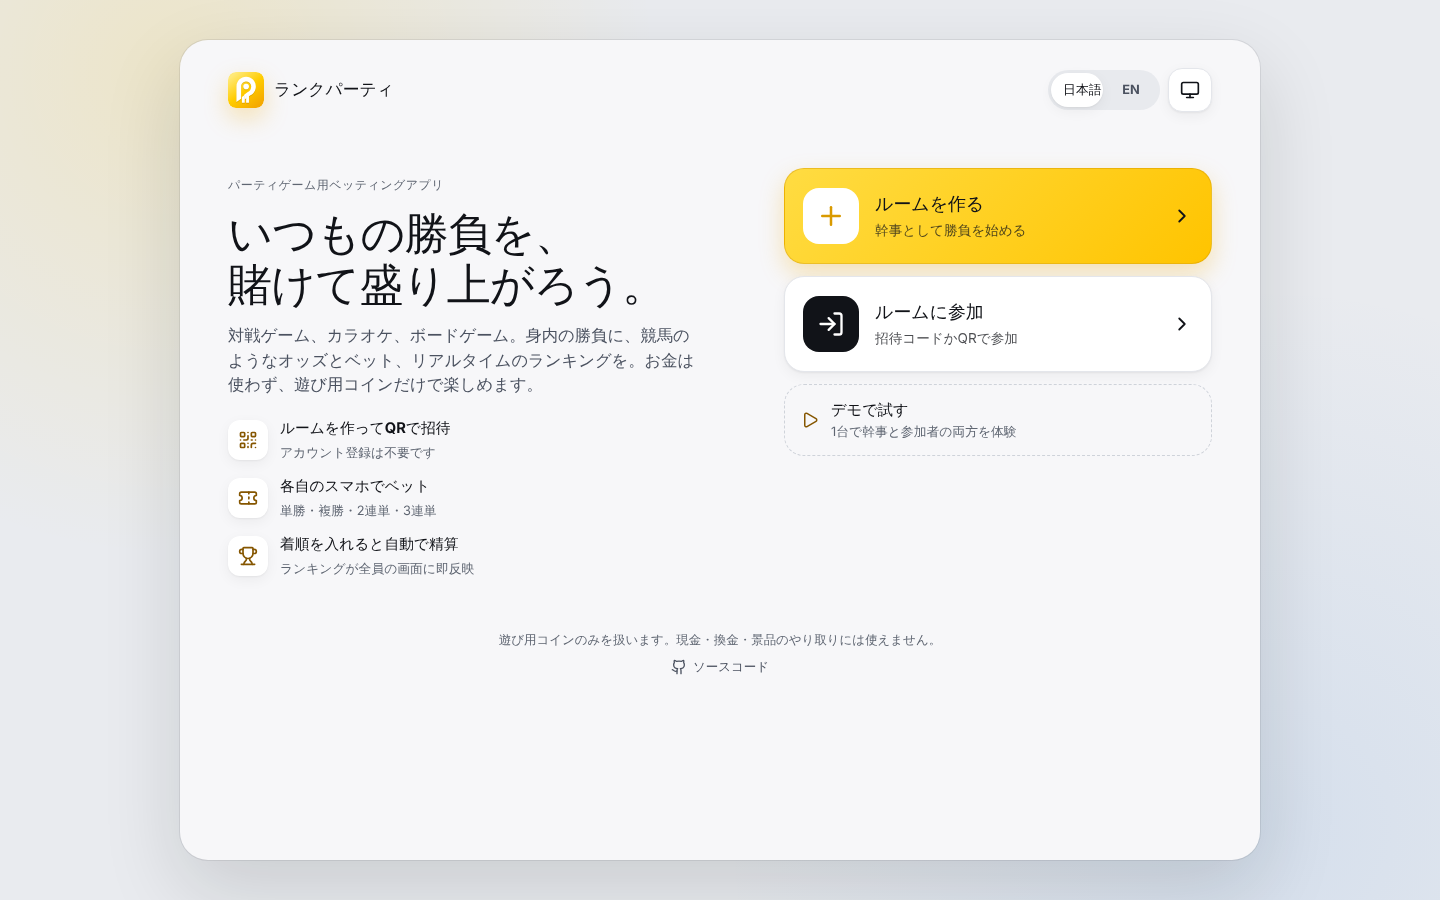 ランクパーティ
日本語
EN
パーティゲーム用ベッティングアプリ
いつもの勝負を、
賭けて盛り上がろう。
対戦ゲーム、カラオケ、ボードゲーム。身内の勝負に、競馬の
ようなオッズとベット、リアルタイムのランキングを。お金は
使わず、遊び用コインだけで楽しめます。
ルームを作ってQRで招待
アカウント登録は不要です
各自のスマホでベット
単勝・複勝・2連単・3連単
着順を入れると自動で精算
ランキングが全員の画面に即反映
ルームを作る
幹事として勝負を始める
ルームに参加
招待コードかQRで参加
デモで試す
1台で幹事と参加者の両方を体験
遊び用コインのみを扱います。現金・換金・景品のやり取りには使えません。
ソースコード